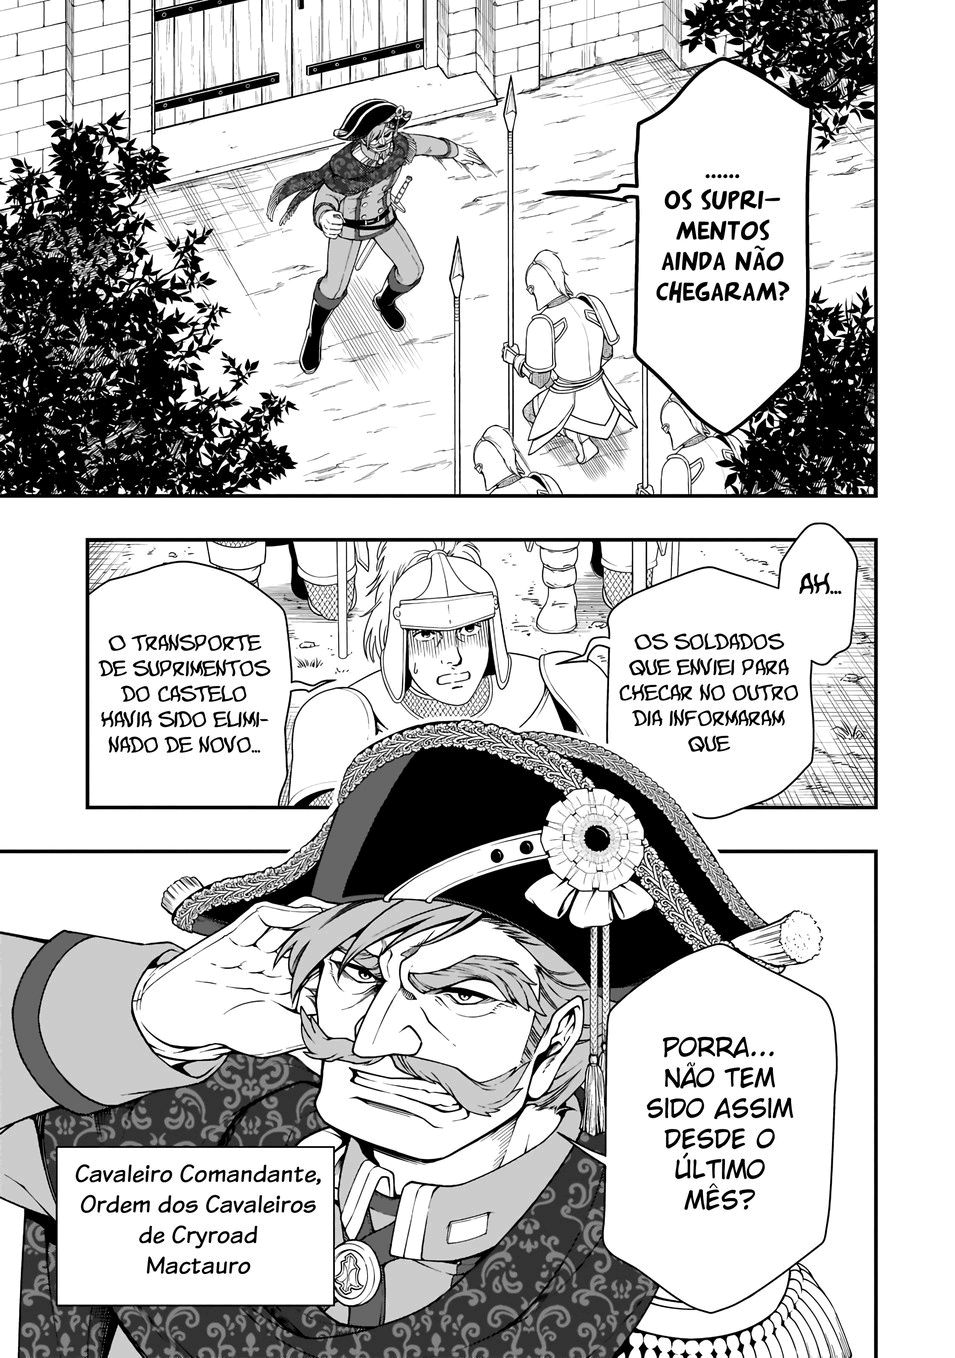 ......
OS SUPRI-
MENTOS
AINDA NÃO
CHEGARAM?
AH...
OS SOLDADOS
QUE ENVIEI PARA
CHECAR NO OUTRO
DIA INFORMARAM
QUE
O TRANSPORTE
DE SUPRIMENTOS
DO CASTELO
HAVIA SIDO ELIMI-
NADO DE NOVO...
PORRA...
NÃO TEM
SIDO ASSIM
DESDE O
ÚLTIMO
MÊS?
Cavaleiro Comandante,
Ordem dos Cavaleiros
de Cryroad
Mactauro